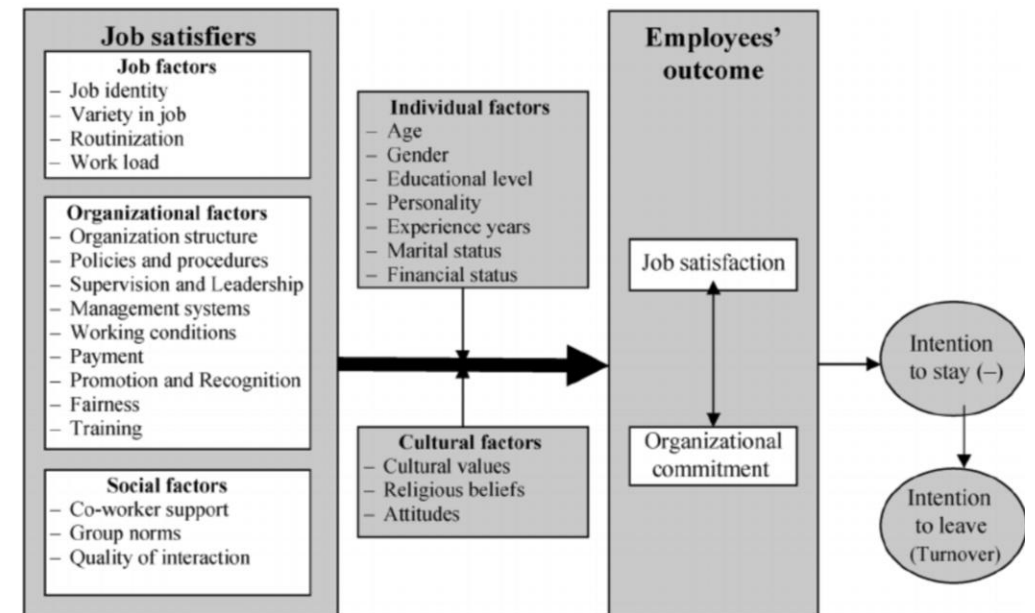 Job satisfiers
Job factors
– Job identity
– Variety in job
– Routinization
– Work load
Organizational factors
– Organization structure
– Policies and procedures
– Supervision and Leadership
– Management systems
– Working conditions
– Payment
– Promotion and Recognition
– Fairness
– Training
Social factors
– Co-worker support
– Group norms
– Quality of interaction
Individual factors
– Age
– Gender
– Educational level
– Personality
– Experience years
– Marital status
– Financial status
Cultural factors
– Cultural values
– Religious beliefs
– Attitudes
Employees’
outcome
Job satisfaction
Organizational
commitment
Intention
to stay (–)
Intention
to leave
(Turnover)